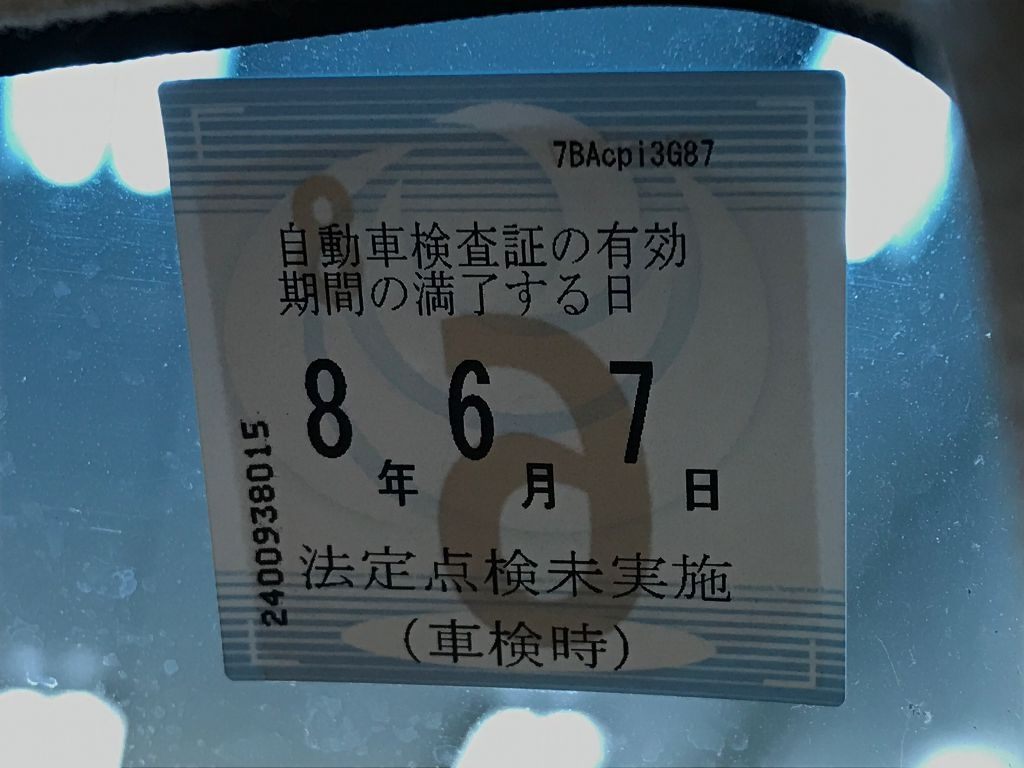 7BAcpi3G87
自動車検査証の有効
期間の満了する日
8年6月7日
2400938015
法定点検未実施
(車検時)